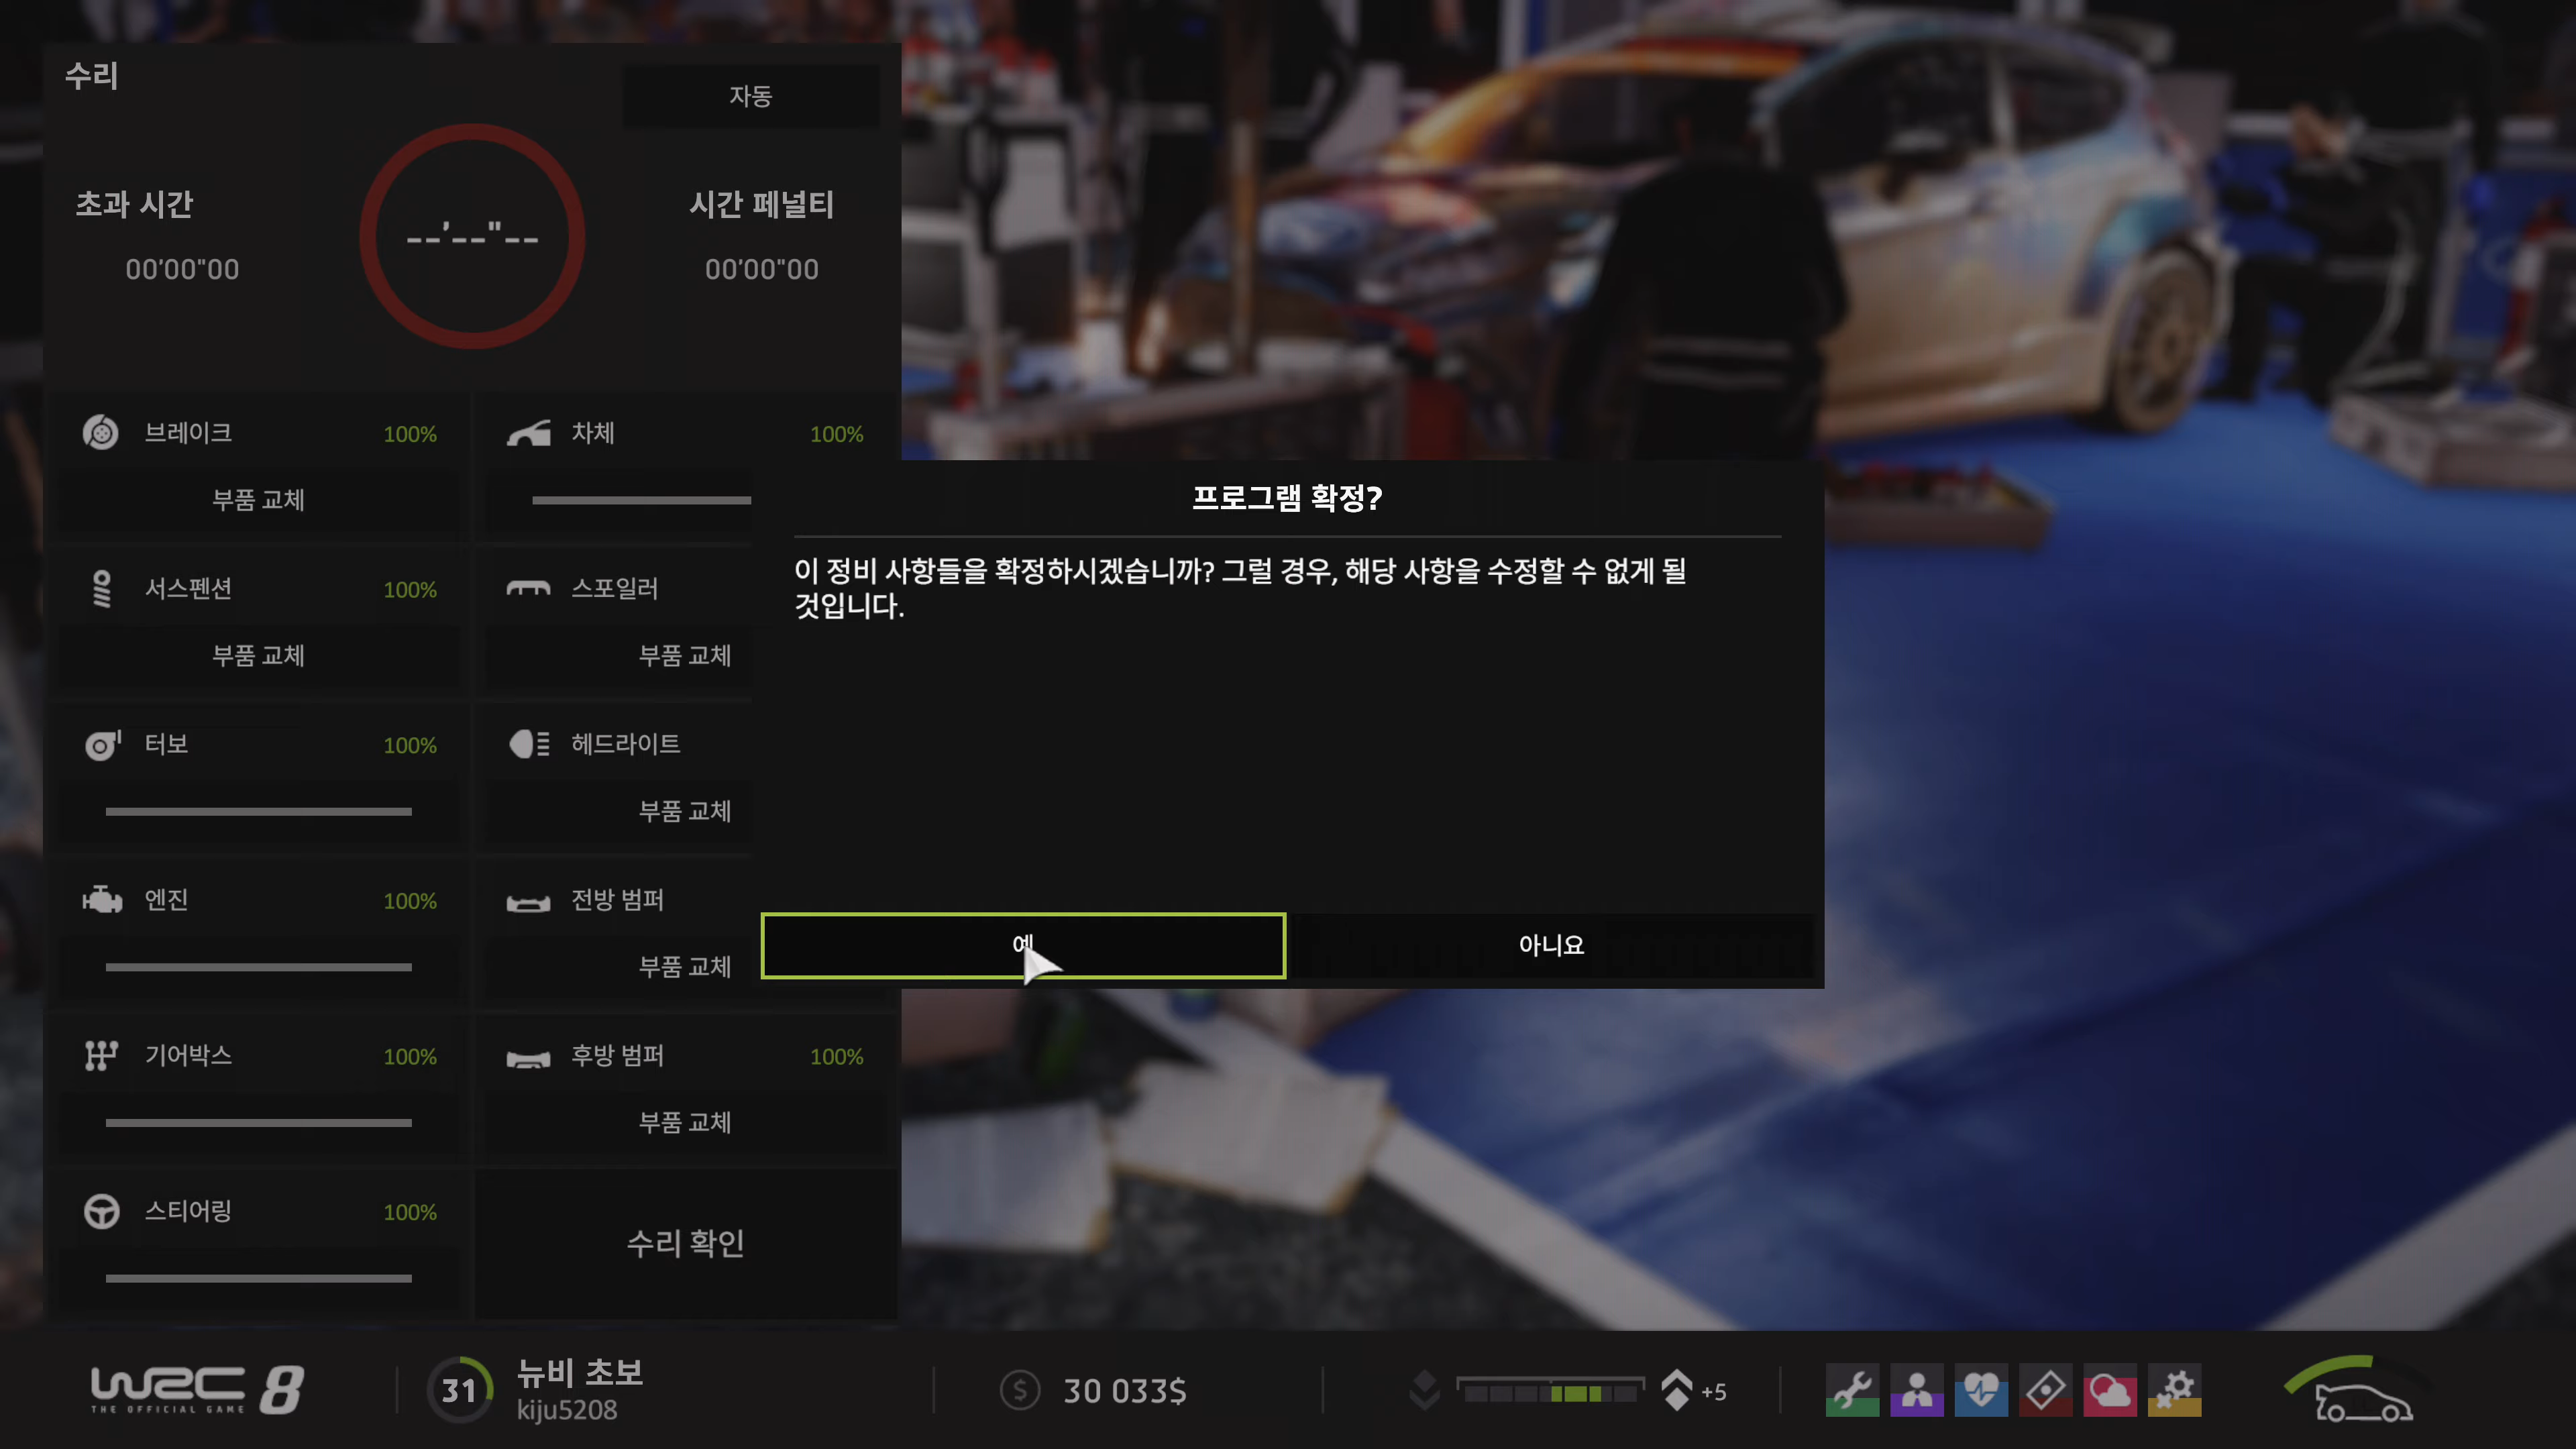 수리
자동
초과 시간
--'--"--
시간 페널티
00'00"00
00'00"00
브레이크
100%
차체
100%
부품 교체
서스펜션
100%
스포일러
부품 교체
부품 교체
터보
100%
헤드라이트
부품 교체
엔진
100%
전방 범퍼
부품 교체
기어박스
100%
후방 범퍼
100%
부품 교체
스티어링
100%
수리 확인
프로그램 확정?
이 정비 사항들을 확정하시겠습니까? 그럴 경우, 해당 사항을 수정할 수 없게 될
것입니다.
예
아니요
WRC 8
THE OFFICIAL GAME
31
뉴비 초보
kiju5208
30 033$
+5